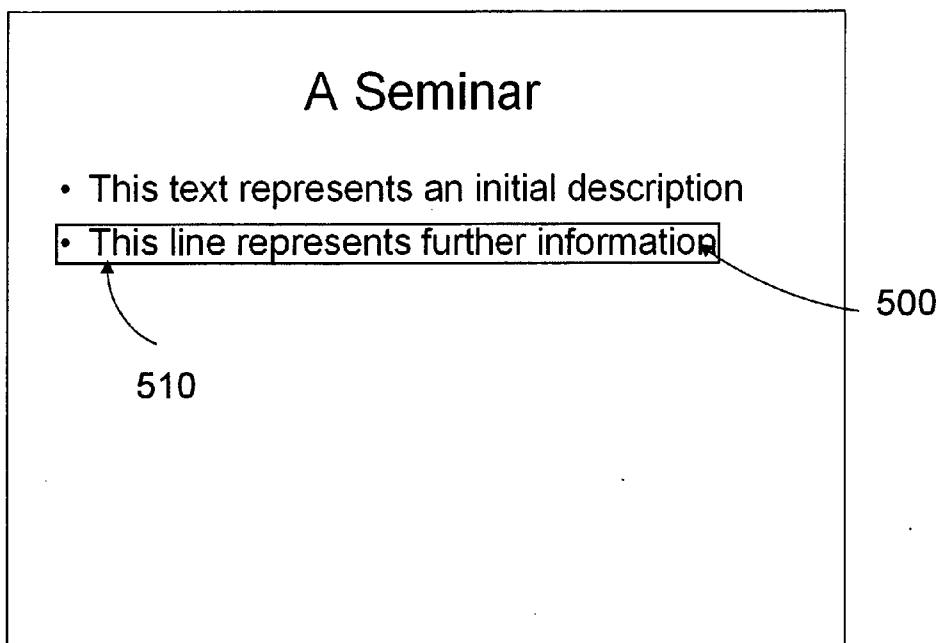 A Seminar
• This text represents an initial description
• This line represents further information
500
510